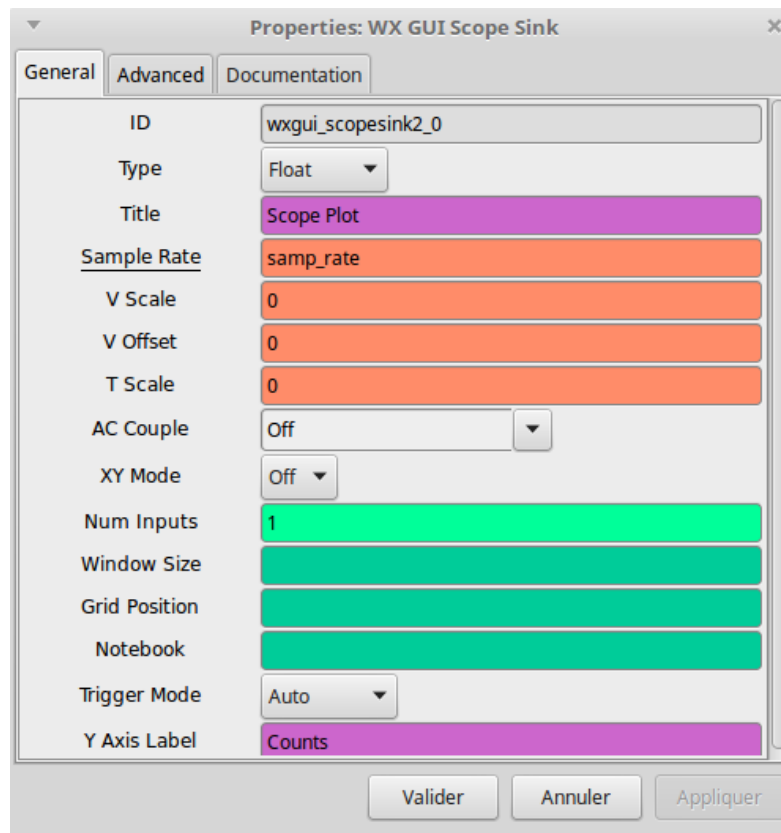 Properties: WX GUI Scope Sink
General Advanced Documentation
ID wxgui_scopesink2_0
Type Float
Title Scope Plot
Sample Rate samp_rate
V Scale 0
V Offset 0
T Scale 0
AC Couple Off
XY Mode Off
Num Inputs 1
Window Size
Grid Position
Notebook
Trigger Mode Auto
Y Axis Label Counts
Valider Annuler Appliquer